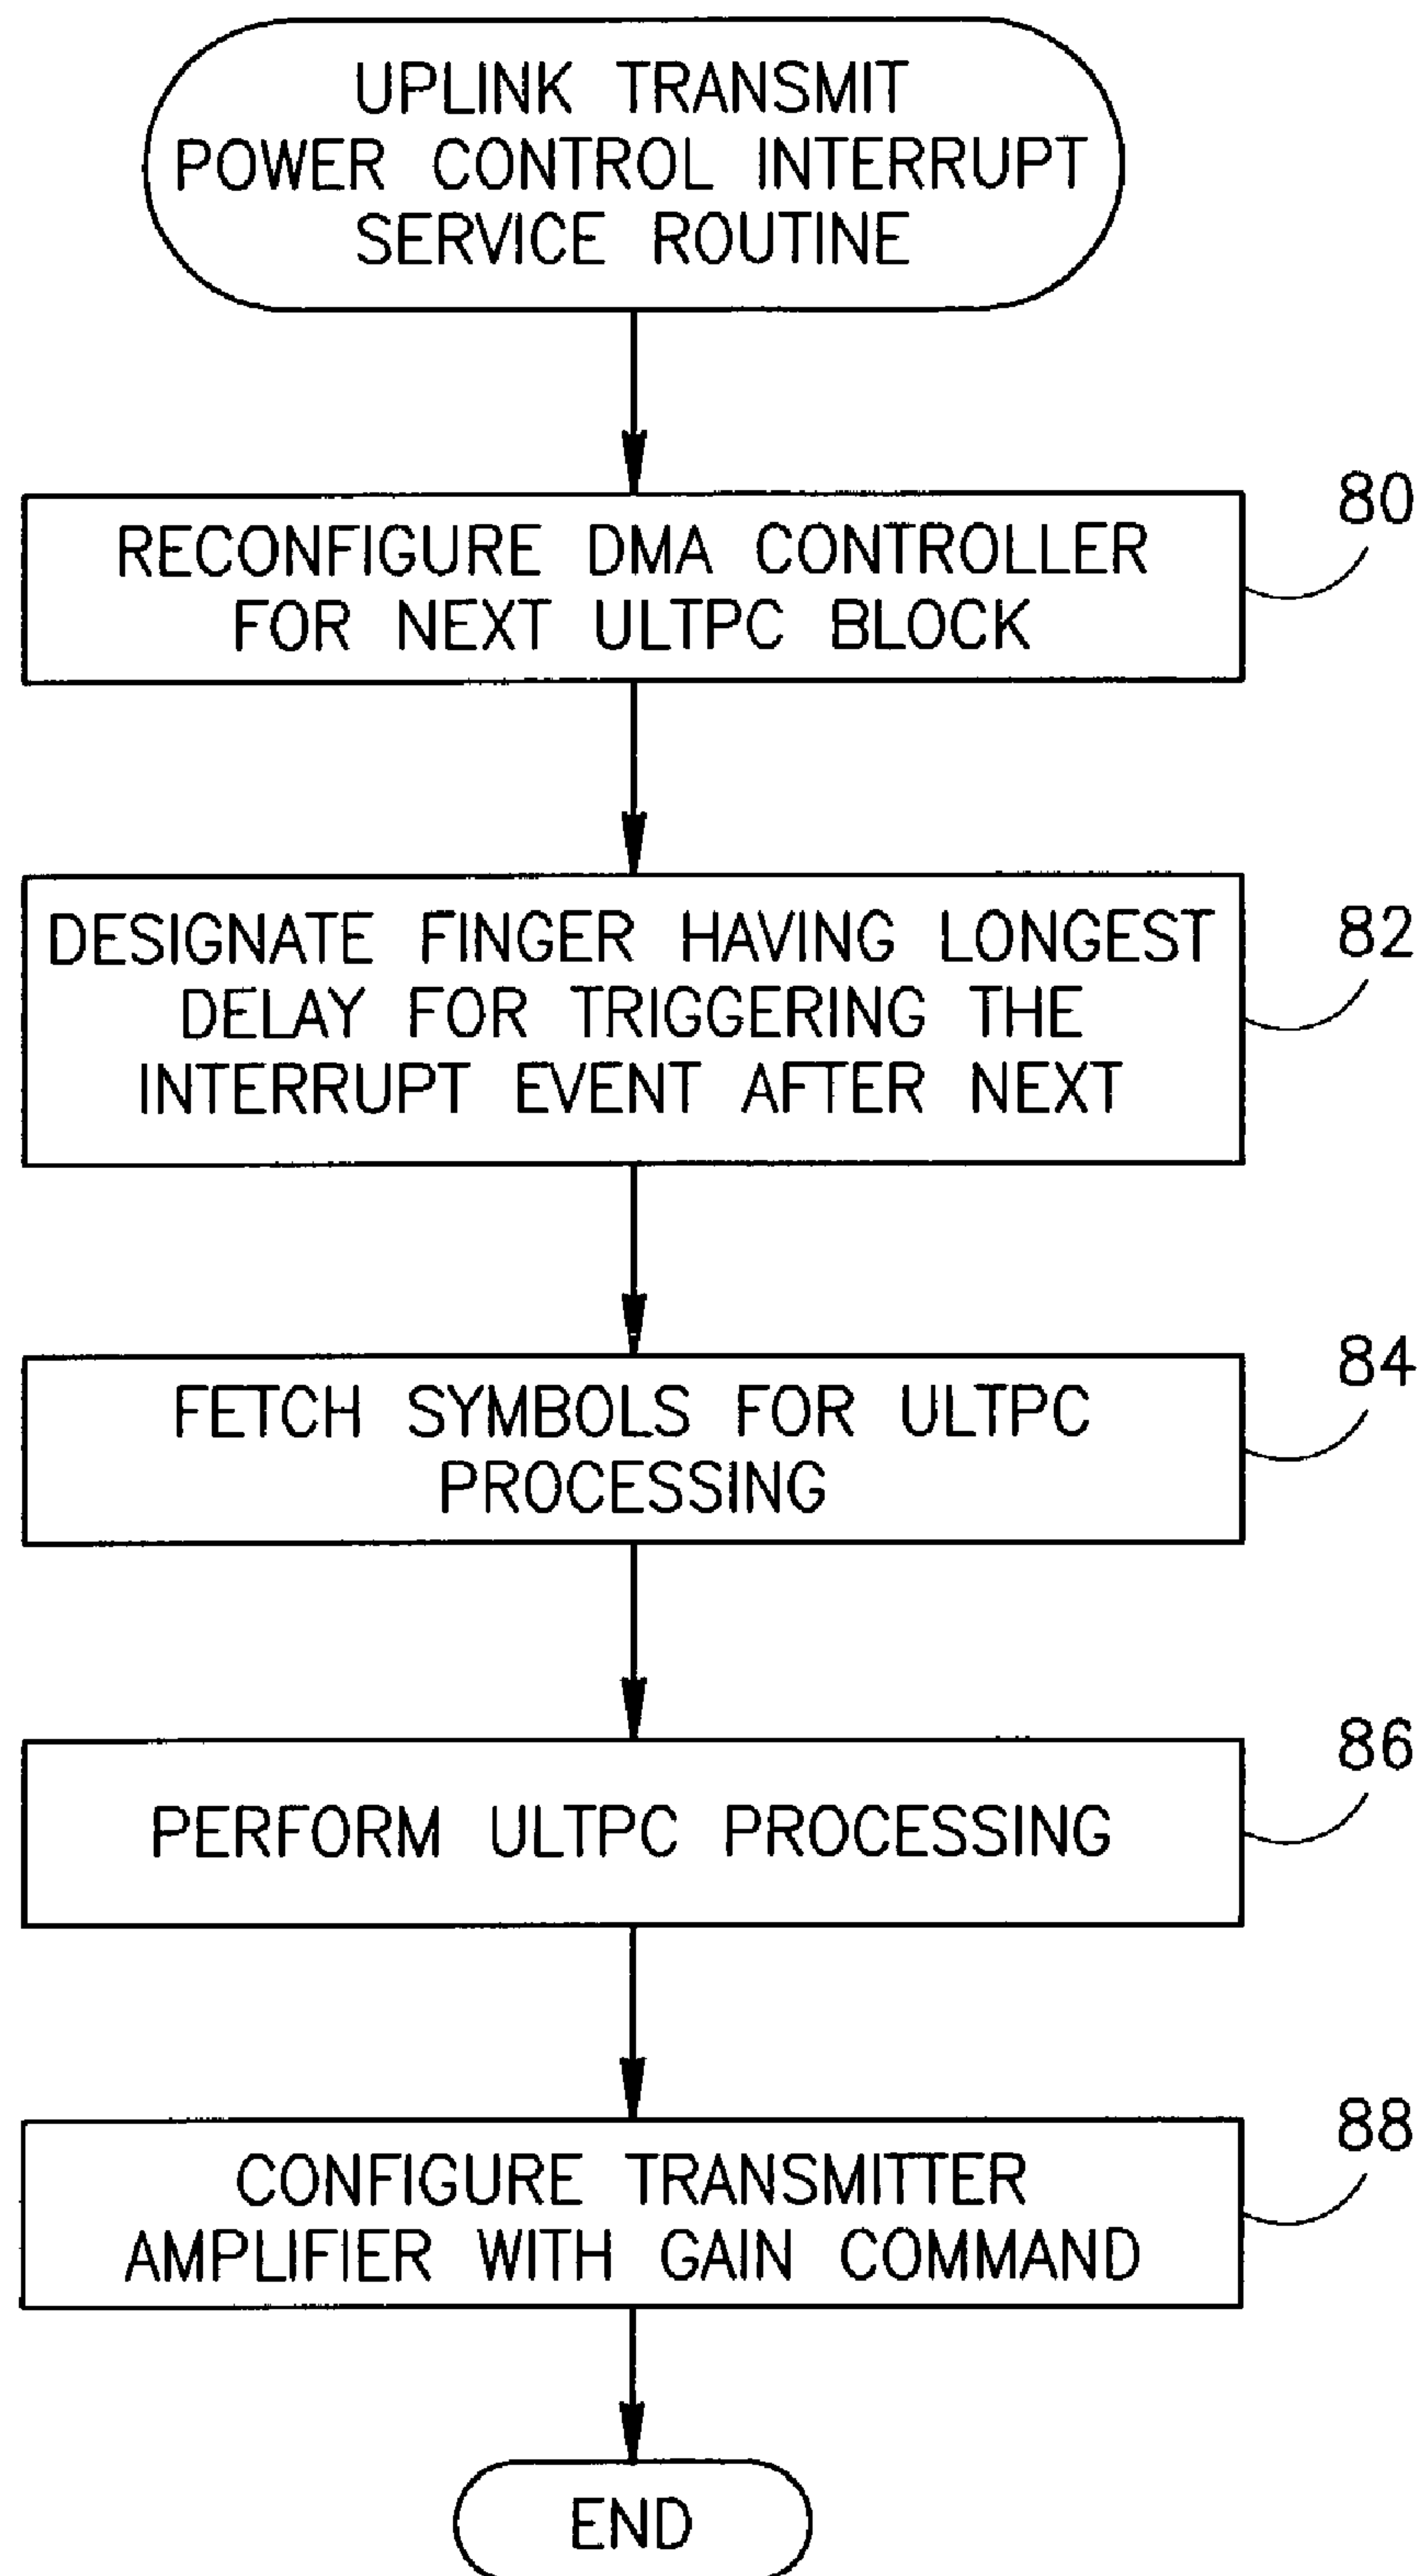 UPLINK TRANSMIT
POWER CONTROL INTERRUPT
SERVICE ROUTINE
80
RECONFIGURE DMA CONTROLLER
FOR NEXT ULTPC BLOCK
82
DESIGNATE FINGER HAVING LONGEST
DELAY FOR TRIGGERING THE
INTERRUPT EVENT AFTER NEXT
84
FETCH SYMBOLS FOR ULTPC
PROCESSING
86
PERFORM ULTPC PROCESSING
88
CONFIGURE TRANSMITTER
AMPLIFIER WITH GAIN COMMAND
END